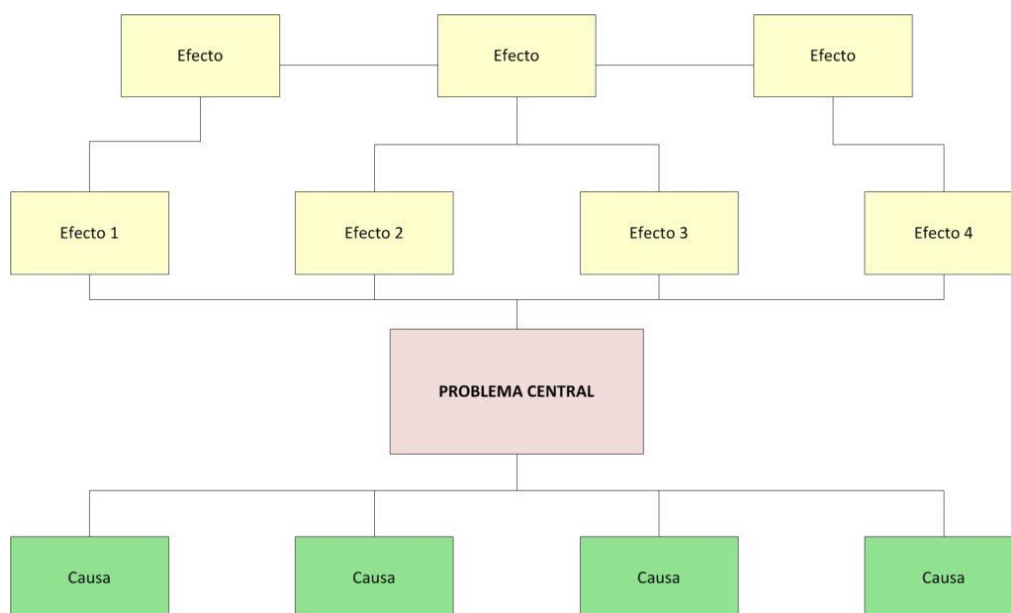 Efecto
Efecto
Efecto
Efecto 1
Efecto 2
Efecto 3
Efecto 4
PROBLEMA CENTRAL
Causa
Causa
Causa
Causa